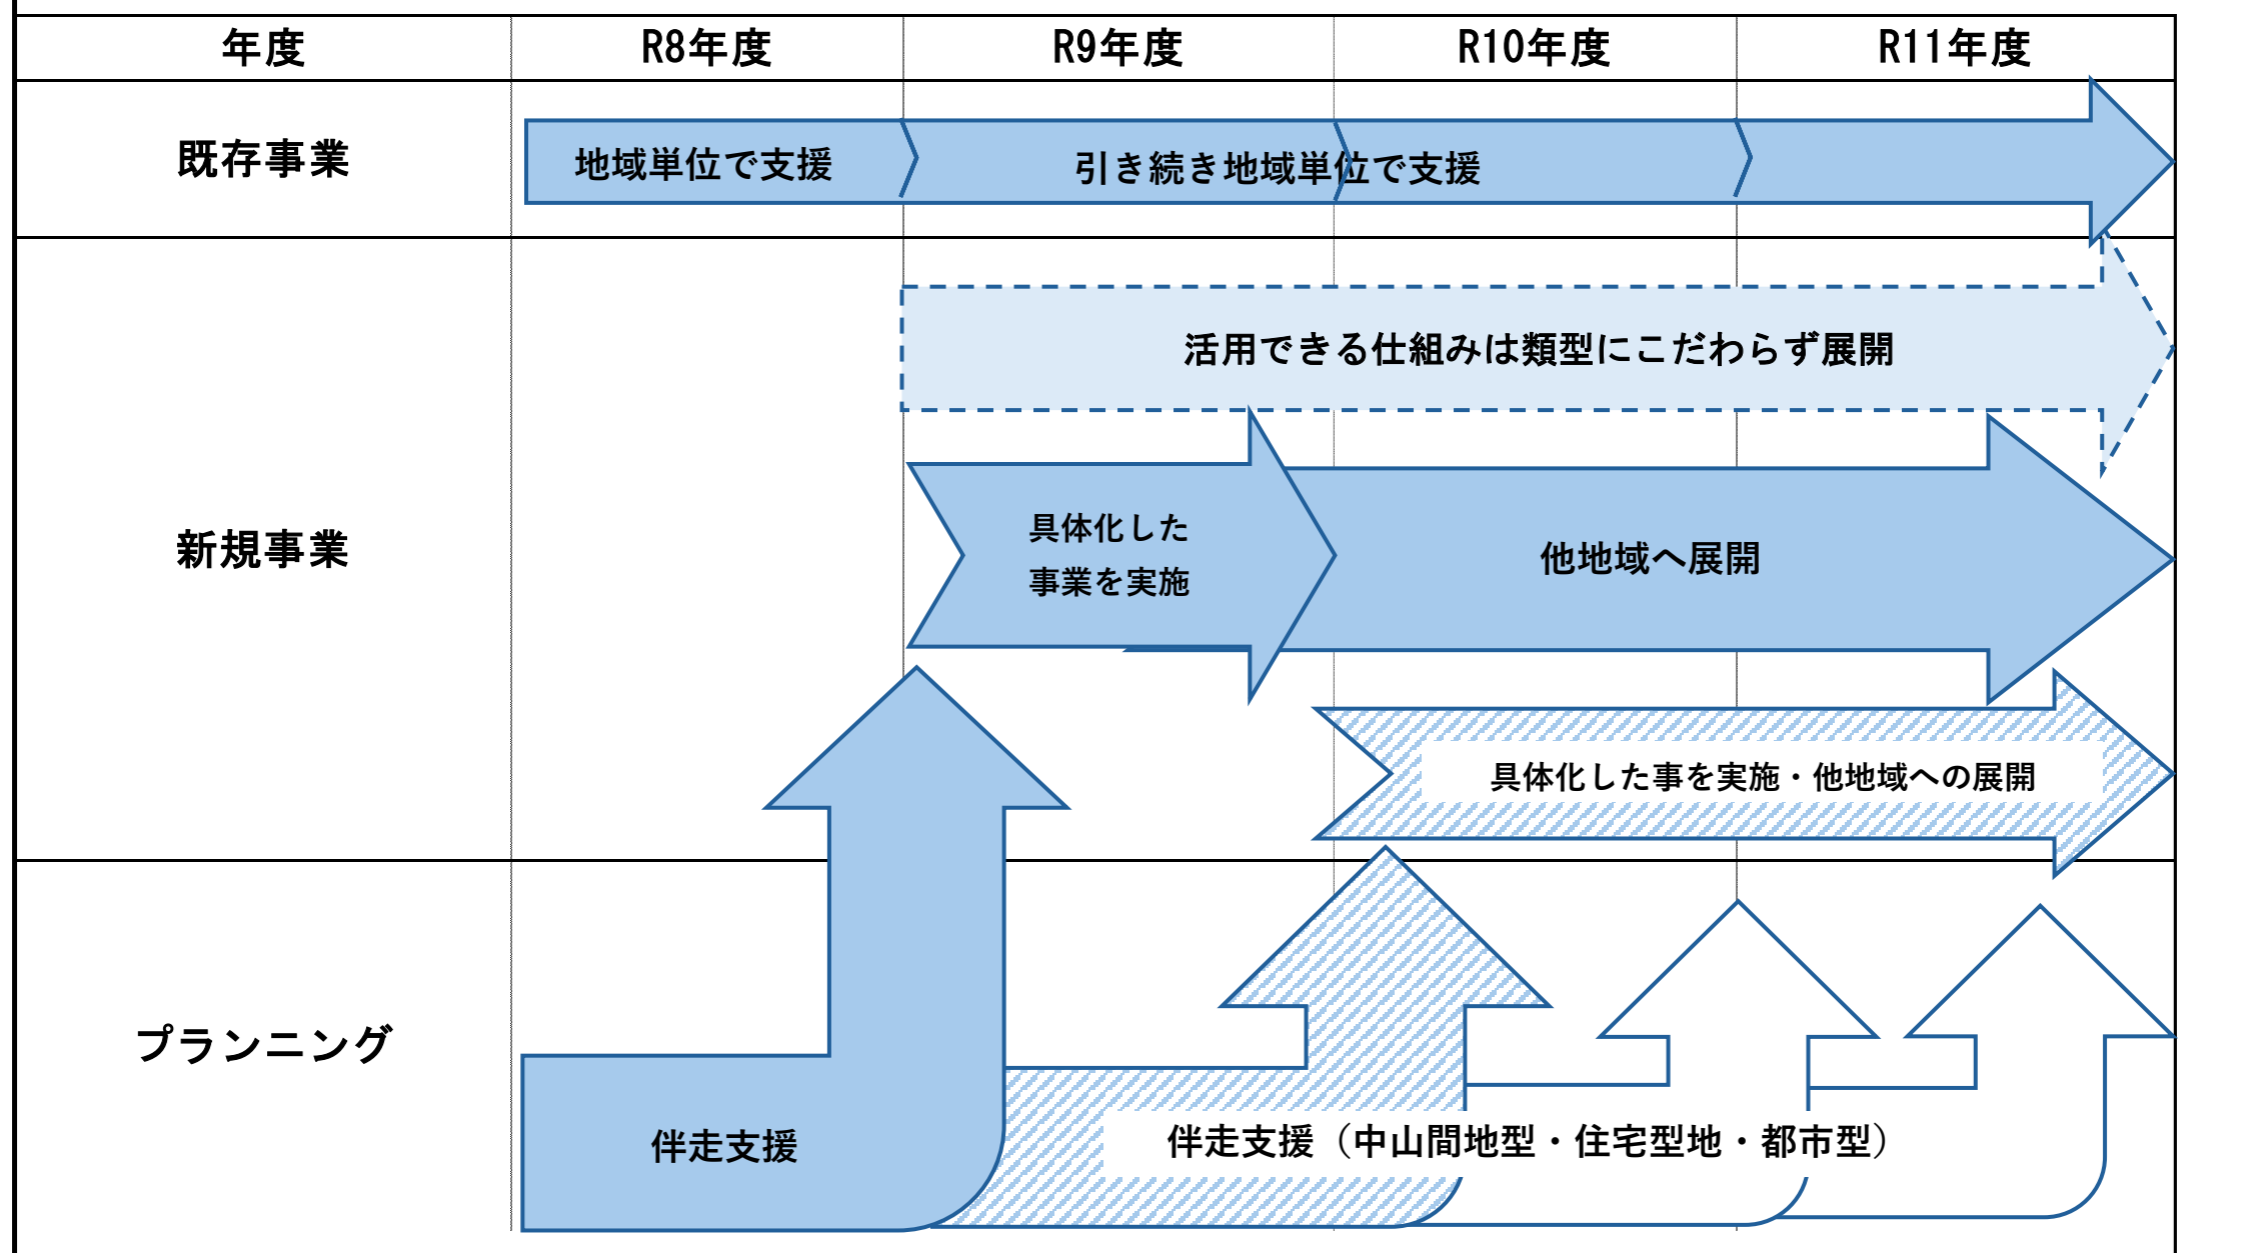 年度 R8年度 R9年度 R10年度 R11年度
既存事業 地域単位で支援 引き続き地域単位で支援
活用できる仕組みは類型にこだわらず展開
具体化した
事業を実施
他地域へ展開
新規事業
具体化した事を実施・他地域への展開
プランニング
伴走支援 伴走支援（中山間地型・住宅型地・都市型）